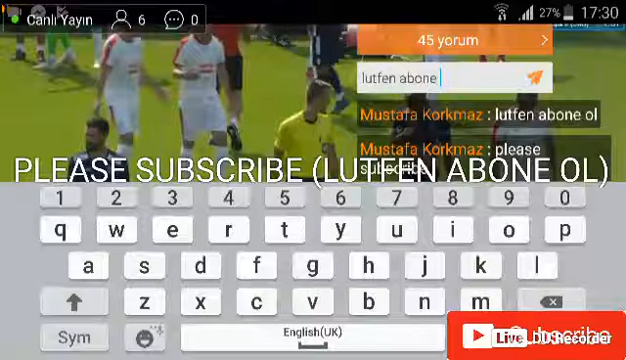 Canlı Yayın 6 0
27% 17:30
45 yorum
lutfen abone
Mustafa Korkmaz : lutfen abone ol
Mustafa Korkmaz : please
subscribe
PLEASE SUBSCRIBE (LUTFEN ABONE OL)
1 2 3 4 5 6 7 8 9 0
q w e r t y u i o p
a s d f g h j k l
z x c v b n m
Sym
English(UK)
Subscribe
Live DU Recorder